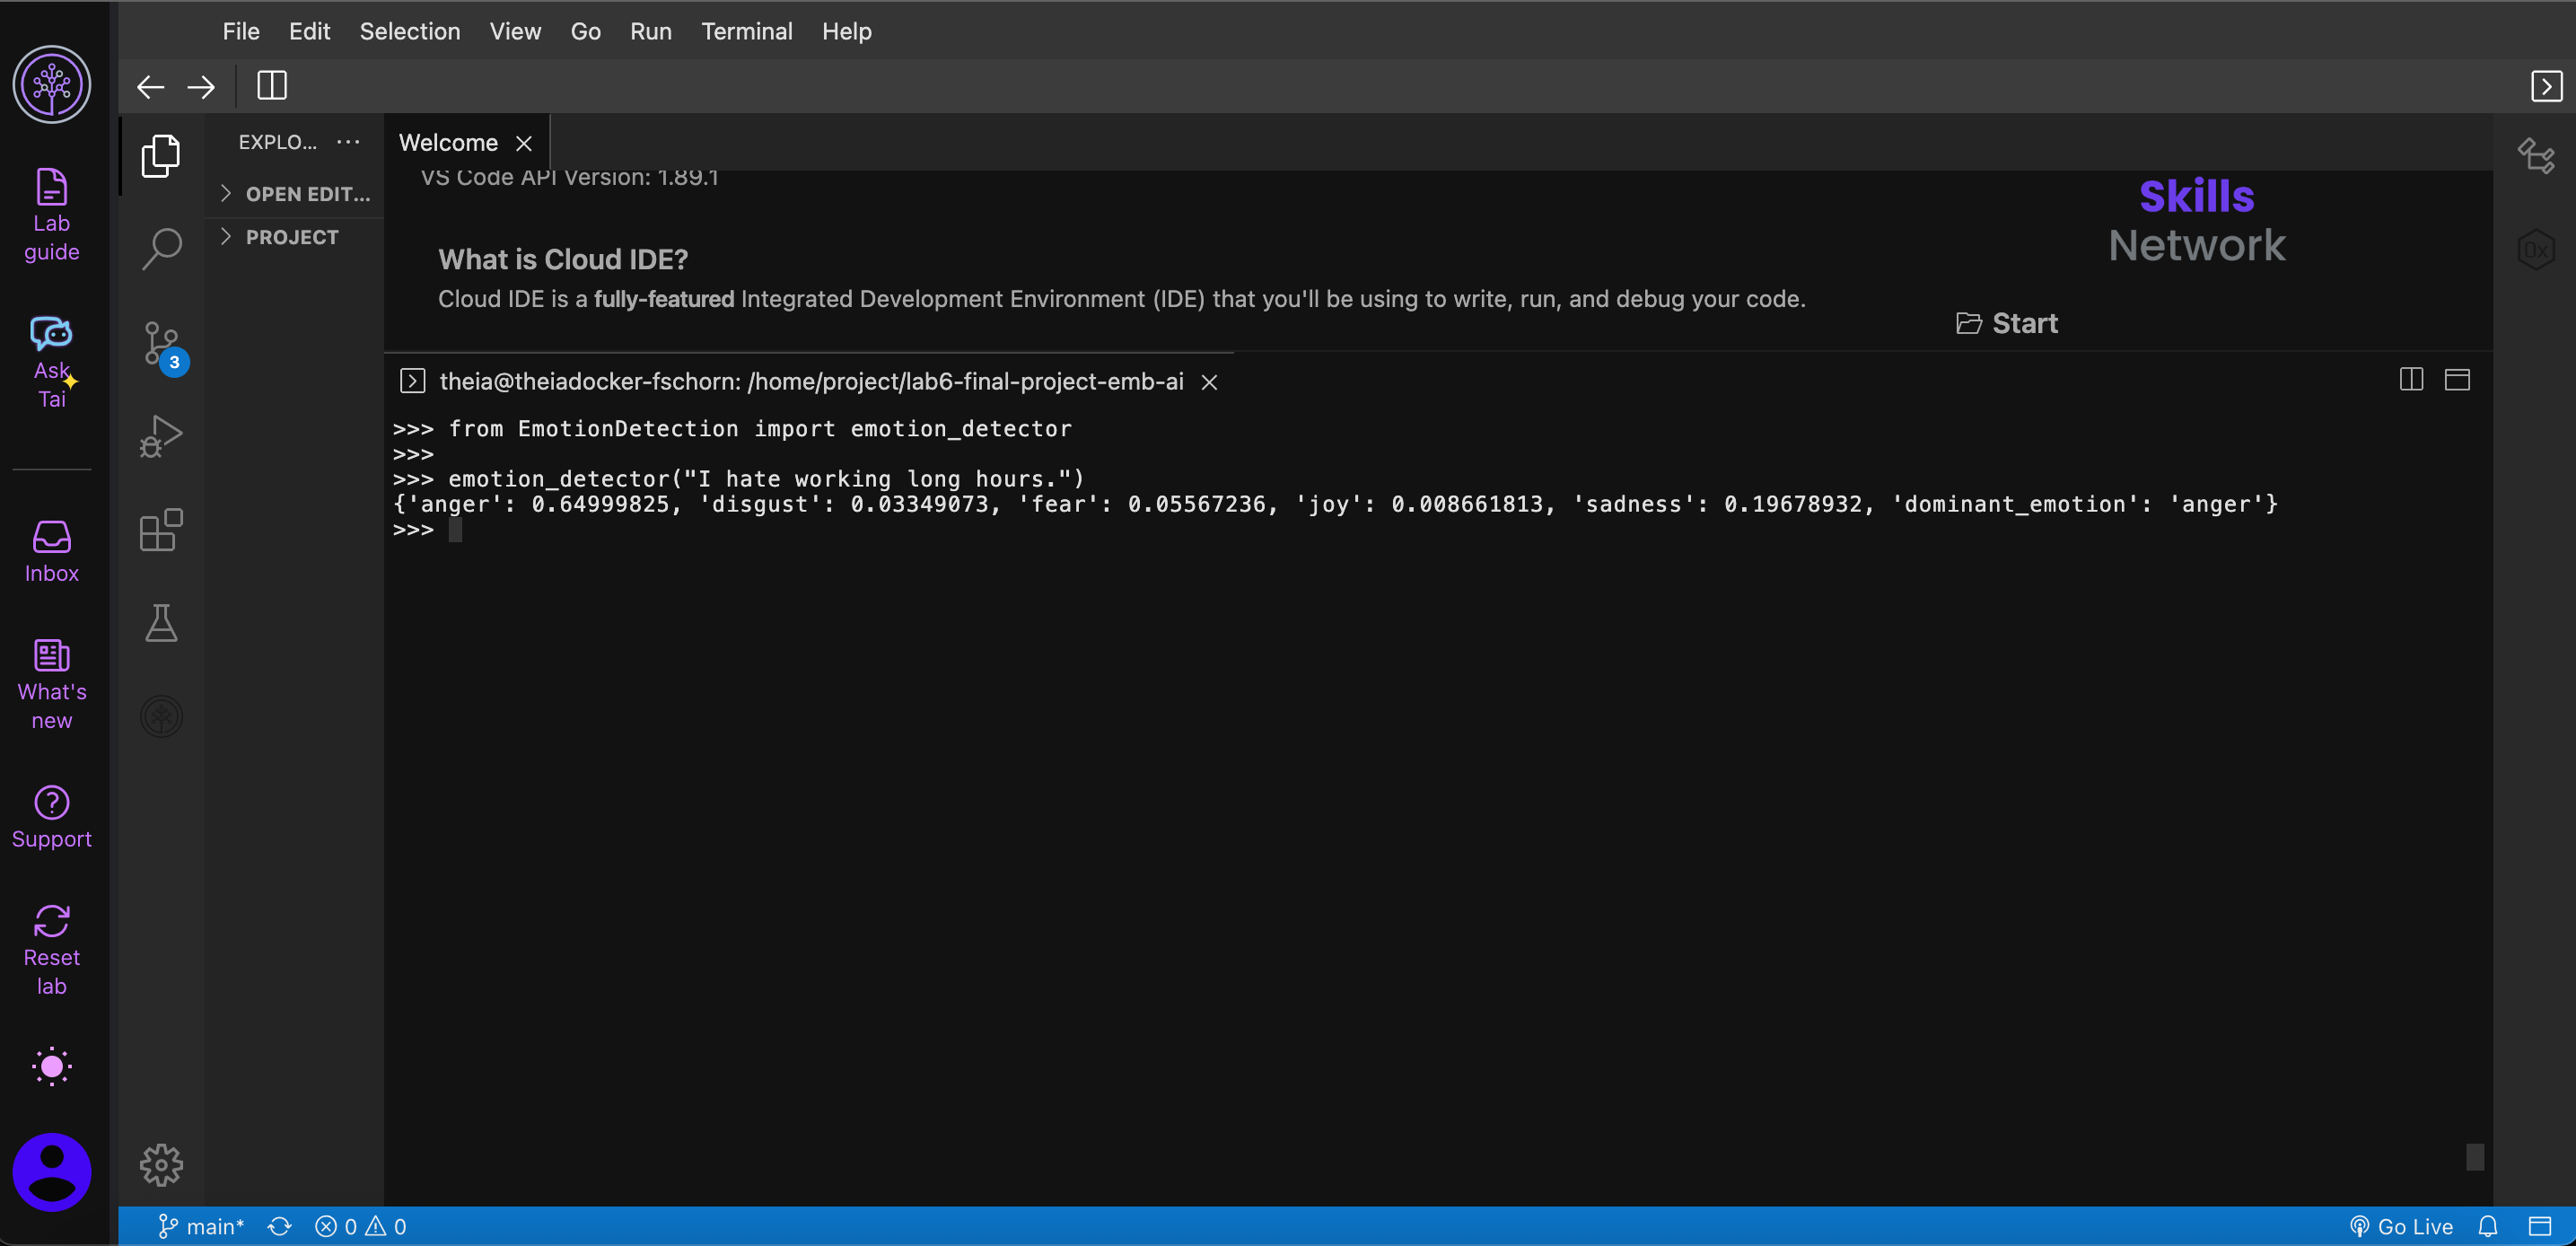 File Edit Selection View Go Run Terminal Help
Lab
guide
Ask
Tai
Inbox
What's
new
Support
Reset
lab
EXPLO...
OPEN EDIT...
PROJECT
3
Welcome
VS Code API Version: 1.89.1
What is Cloud IDE?
Cloud IDE is a fully-featured Integrated Development Environment (IDE) that you'll be using to write, run, and debug your code.
Skills
Network
Start
theia@theiadocker-fschorn: /home/project/lab6-final-project-emb-ai
>>> from EmotionDetection import emotion_detector
>>>
>>> emotion_detector("I hate working long hours.")
{'anger': 0.64999825, 'disgust': 0.03349073, 'fear': 0.05567236, 'joy': 0.008661813, 'sadness': 0.19678932, 'dominant_emotion': 'anger'}
>>>
0x
main* 0 0 Go Live